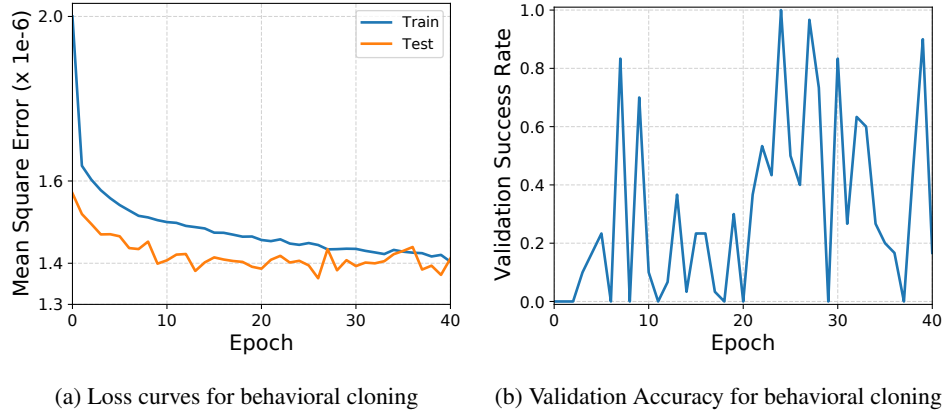 2.0
1.6
1.4
1.3
Mean Square Error (x 1e-6)
Train
Test
0 10 20 30 40
Epoch
(a) Loss curves for behavioral cloning
1.0
0.8
0.6
0.4
0.2
0.0
Validation Success Rate
0 10 20 30 40
Epoch
(b) Validation Accuracy for behavioral cloning